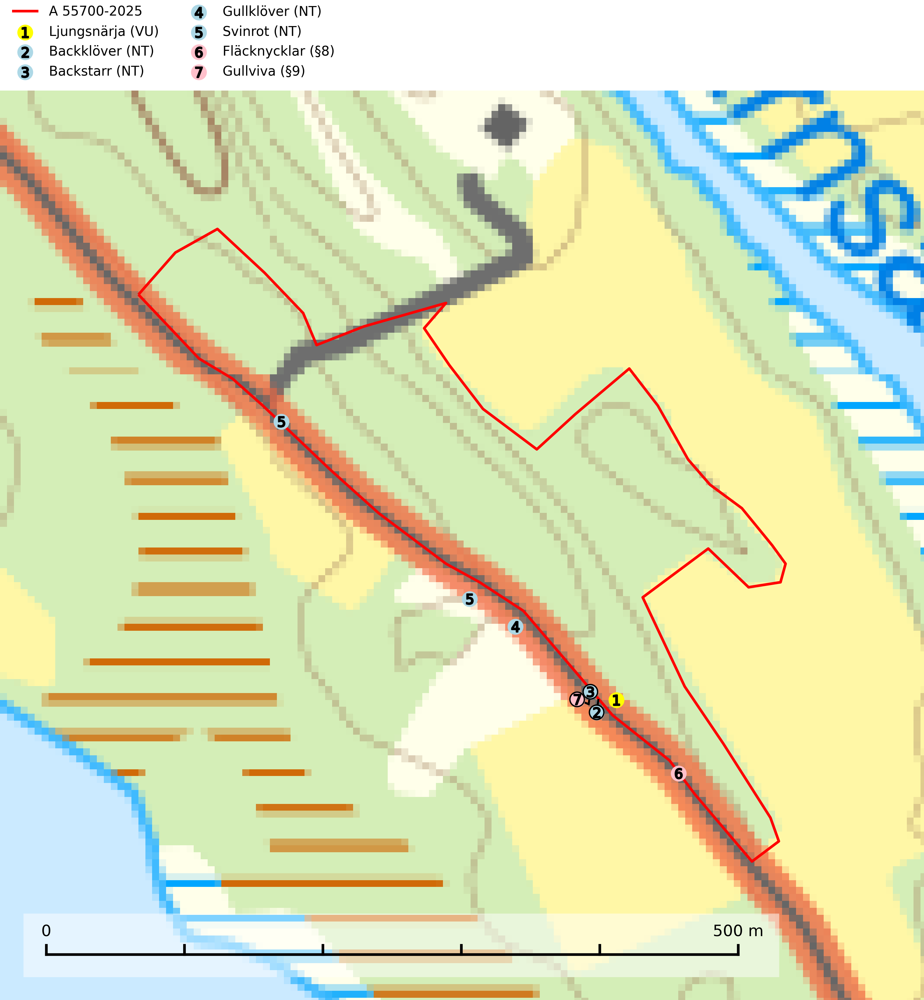 A 55700-2025
1 Ljungsnärja (VU)
2 Backklöver (NT)
3 Backstarr (NT)
4 Gullklöver (NT)
5 Svinrot (NT)
6 Fläcknycklar (§8)
7 Gullviva (§9)
5
5
4
3
7
1
2
6
0
500 m